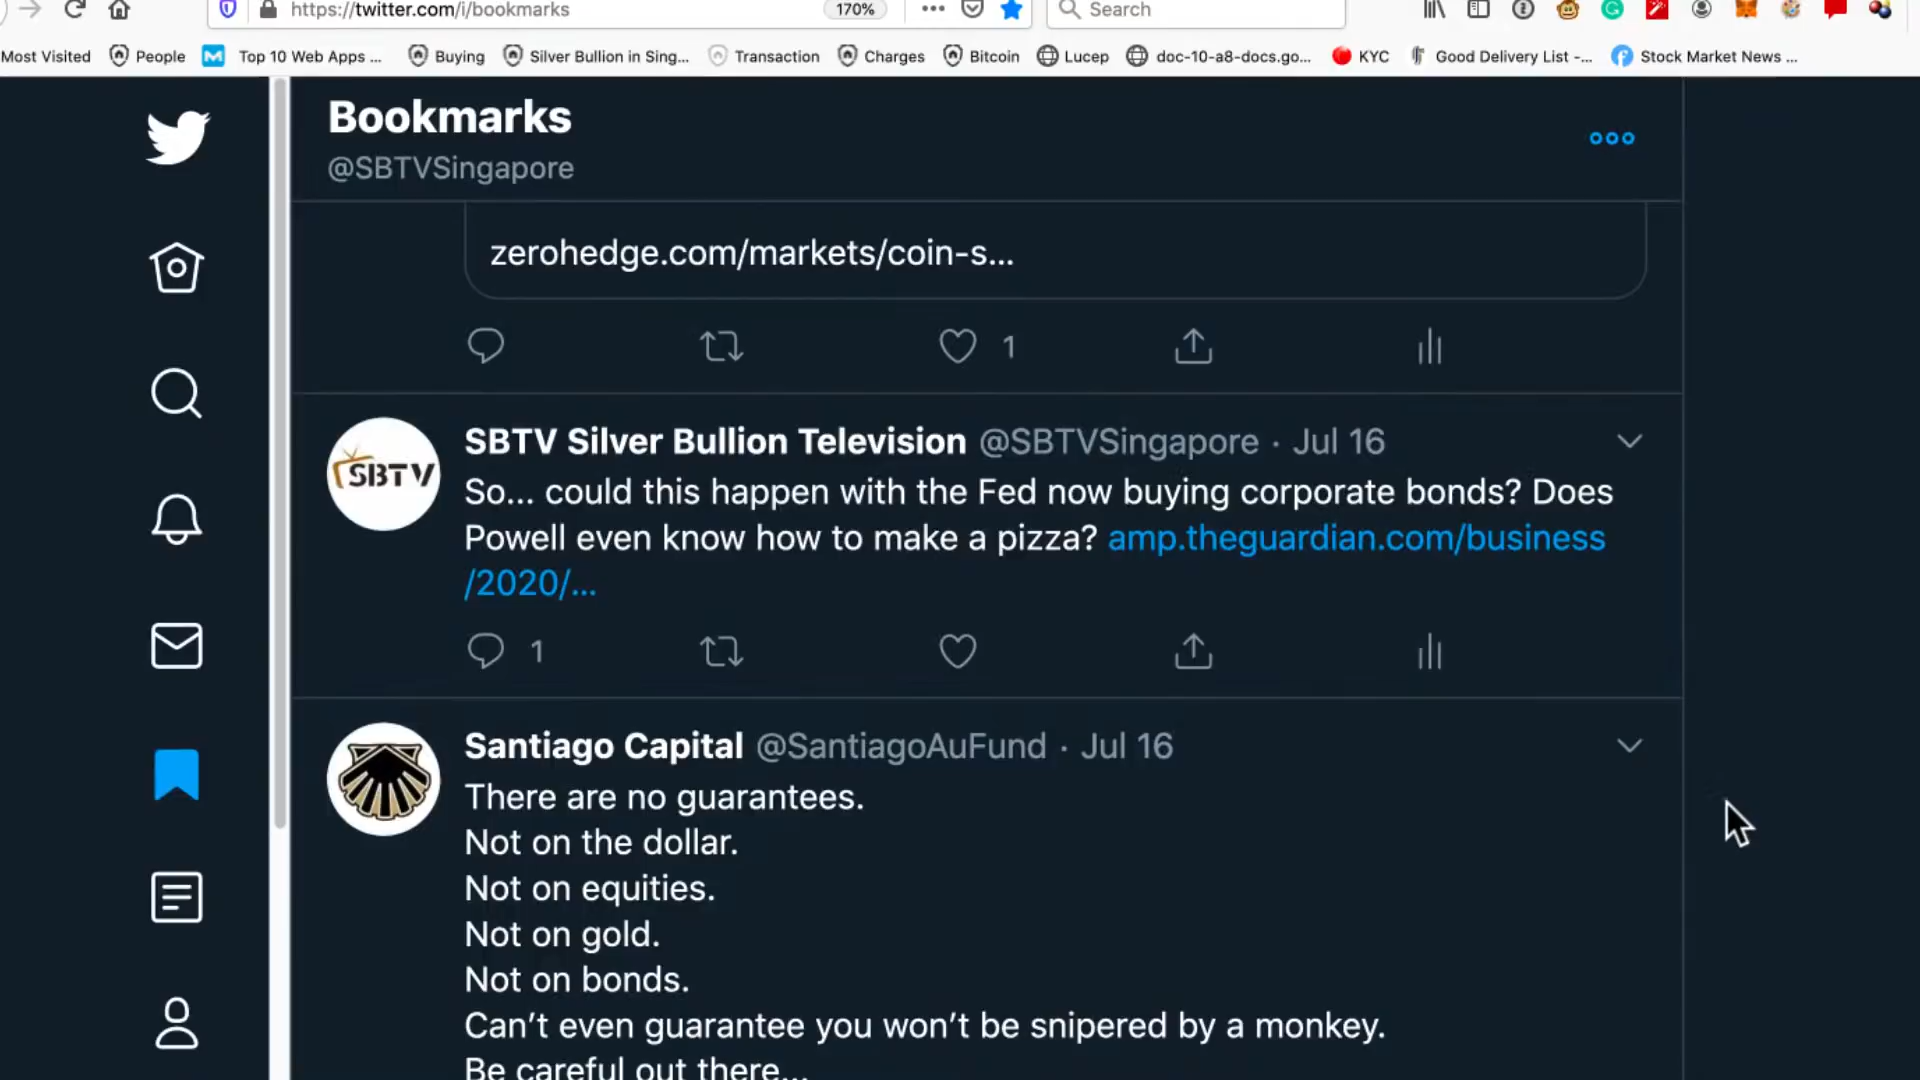 https://twitter.com/i/bookmarks
170%
Search
Most Visited
People
Top 10 Web Apps ...
Buying
Silver Bullion in Sing...
Transaction
Charges
Bitcoin
Lucep
doc-10-a8-docs.go...
KYC
Good Delivery List -...
Stock Market News ...
Bookmarks
@SBTVSingapore
zerohedge.com/markets/coin-s...
1
SBTV
SBTV Silver Bullion Television @SBTVSingapore · Jul 16
So... could this happen with the Fed now buying corporate bonds? Does
Powell even know how to make a pizza? amp.theguardian.com/business
/2020/...
1
Santiago Capital @SantiagoAuFund · Jul 16
There are no guarantees.
Not on the dollar.
Not on equities.
Not on gold.
Not on bonds.
Can't even guarantee you won't be snipered by a monkey.
Be careful out there...